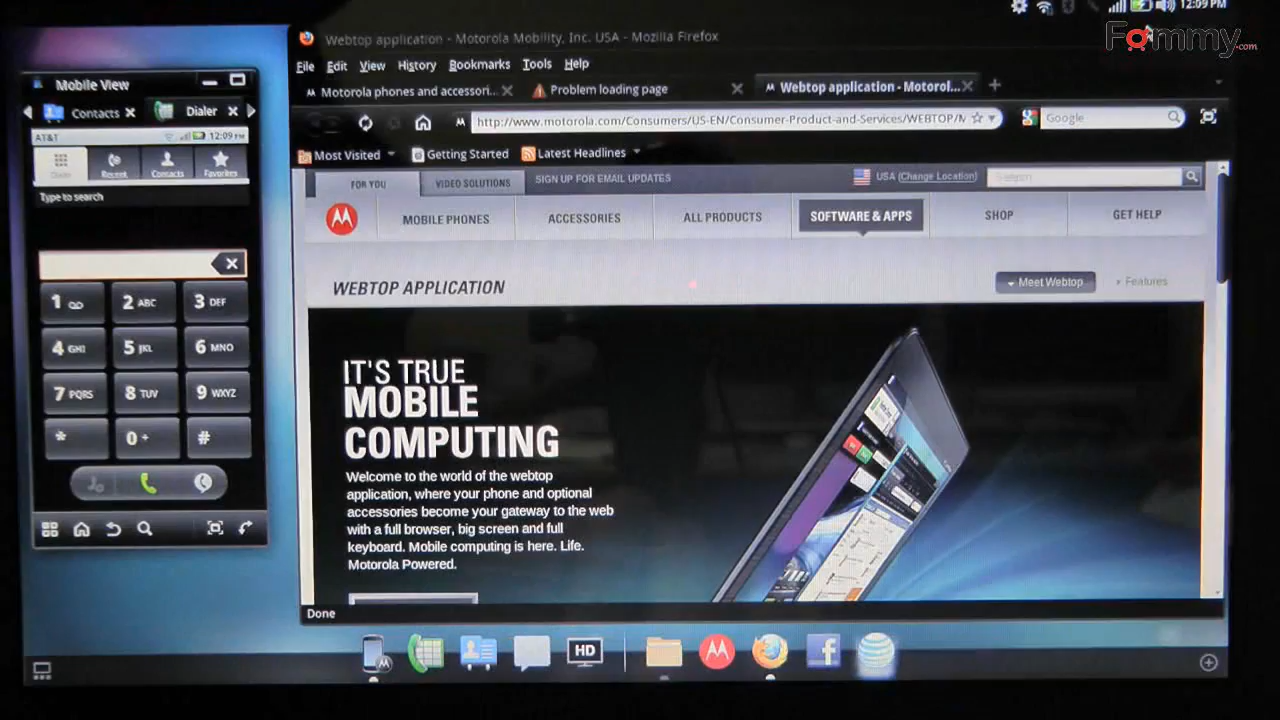 12:09 PM
Fommy.com
Webtop application - Motorola Mobility, Inc. USA - Mozilla Firefox
File Edit View History Bookmarks Tools Help
Motorola phones and accessori...
Problem loading page
Webtop application - Motorol...
http://www.motorola.com/Consumers/US-EN/Consumer-Product-and-Services/WEBTOP/M
Google
Most Visited
Getting Started
Latest Headlines
Mobile View
Contacts
Dialer
AT&T
12:09 PM
Recent
Contacts
Favorites
Type to search
1
2 ABC
3 DEF
4 GHI
5 JKL
6 MNO
7 PQRS
8 TUV
9 WXYZ
*
0 +
#
FOR YOU
VIDEO SOLUTIONS
SIGN UP FOR EMAIL UPDATES
USA (Change Location)
Search
MOBILE PHONES
ACCESSORIES
ALL PRODUCTS
SOFTWARE & APPS
SHOP
GET HELP
WEBTOP APPLICATION
Meet Webtop
Features
IT'S TRUE
MOBILE
COMPUTING
Welcome to the world of the webtop
application, where your phone and optional
accessories become your gateway to the web
with a full browser, big screen and full
keyboard. Mobile computing is here. Life.
Motorola Powered.
Done
HD